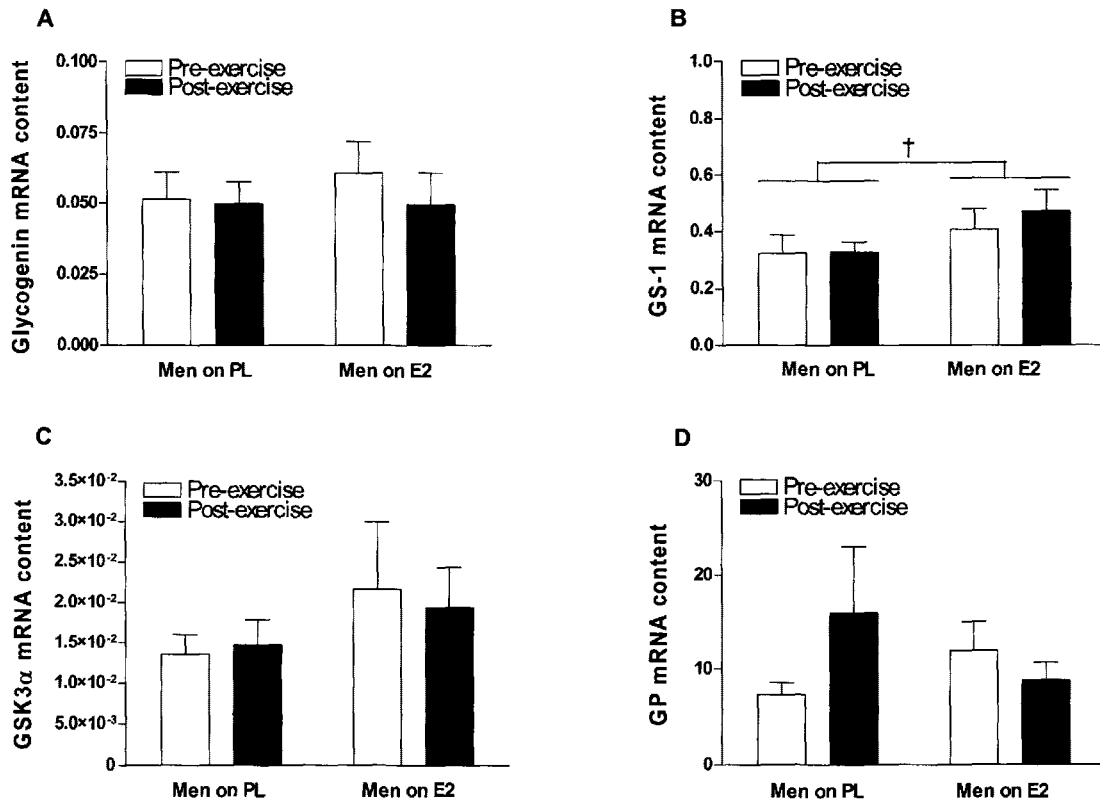 A
Glycogenin mRNA content
0.100
0.075
0.050
0.025
0.000
Pre-exercise
Post-exercise
Men on PL
Men on E2
B
GS-1 mRNA content
1.0
0.8
0.6
0.4
0.2
0.0
Pre-exercise
Post-exercise
†
Men on PL
Men on E2
C
GSK3α mRNA content
3.5×10⁻²
3.0×10⁻²
2.5×10⁻²
2.0×10⁻²
1.5×10⁻²
1.0×10⁻²
5.0×10⁻³
0
Pre-exercise
Post-exercise
Men on PL
Men on E2
D
GP mRNA content
30
20
10
0
Pre-exercise
Post-exercise
Men on PL
Men on E2